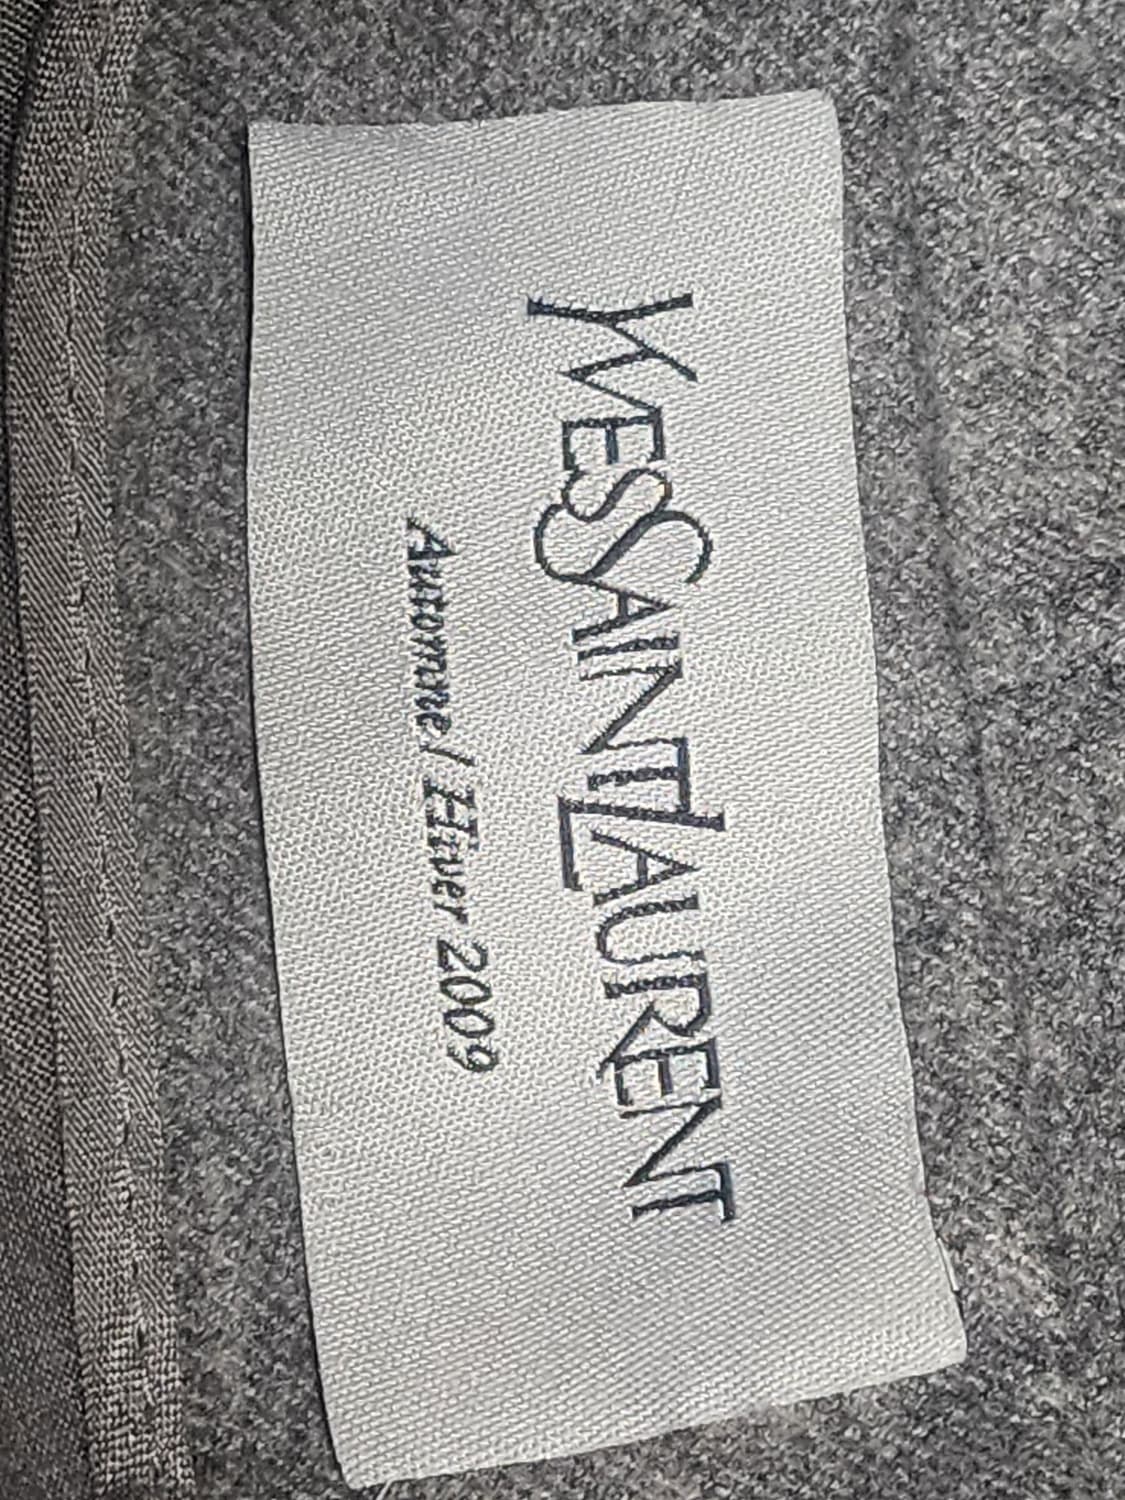 YVESSAINTLAURENT
Automne / Hiver 2009